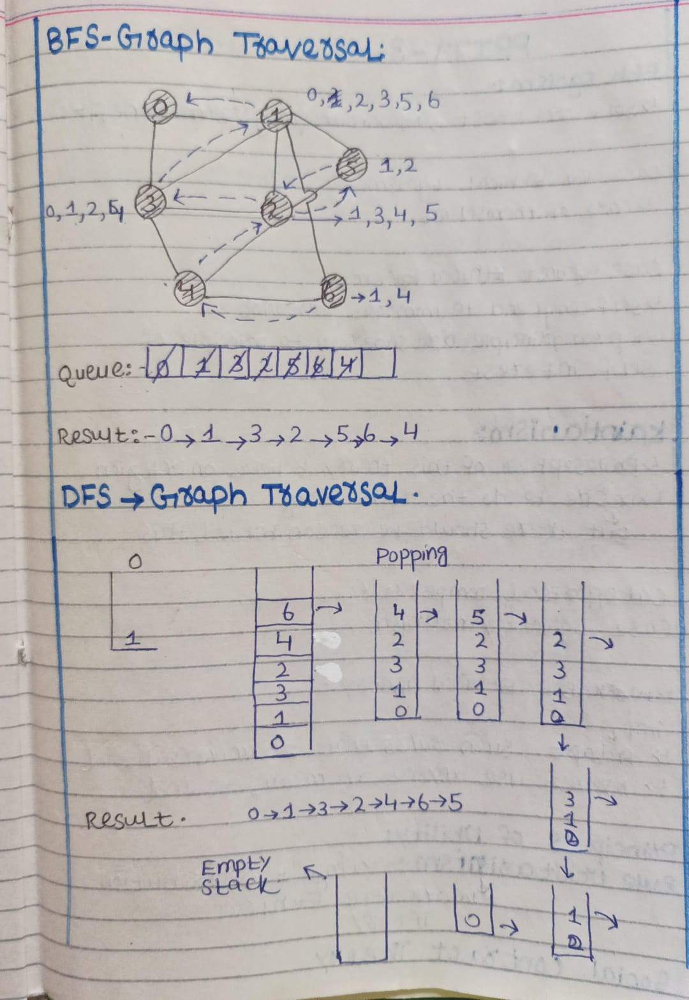 BFS-Graph Traversal:
0 1 0, 1, 2, 3, 5, 6
5 1, 2
3 2
0, 1, 2, 4 → 1, 3, 4, 5
4 6 → 1, 4
Queue:- 0 1 3 2 5 6 4
Result:- 0 → 1 → 3 → 2 → 5 → 6 → 4
DFS → Graph Traversal.
Popping
0
1
6 → 4 → 5 →
4 2 2 2 →
2 3 3 3
3 1 1 1
1 0 0 0
0
↓
3 →
1
0
Result. 0 → 1 → 3 → 2 → 4 → 6 → 5
↓
Empty
Stack
0 →
1 →
0